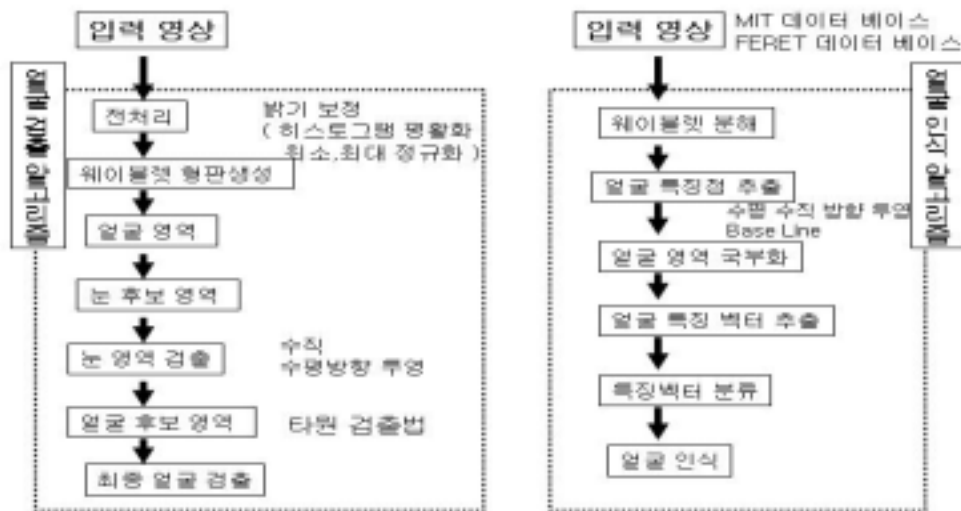 입력 영상
얼굴 검출 알고리즘
전처리
밝기 보정
( 히스토그램 평활화
최소,최대 정규화 )
웨이블렛 형판생성
얼굴 영역
눈 후보 영역
눈 영역 검출
수직
수평방향 투영
얼굴 후보 영역
타원 검출법
최종 얼굴 검출
입력 영상
MIT 데이터 베이스
FERET 데이터 베이스
얼굴 인식 알고리즘
웨이블렛 분해
얼굴 특징점 추출
수평 수직 방향 투영
Base Line
얼굴 영역 국부화
얼굴 특징 벡터 추출
특징벡터 분류
얼굴 인식